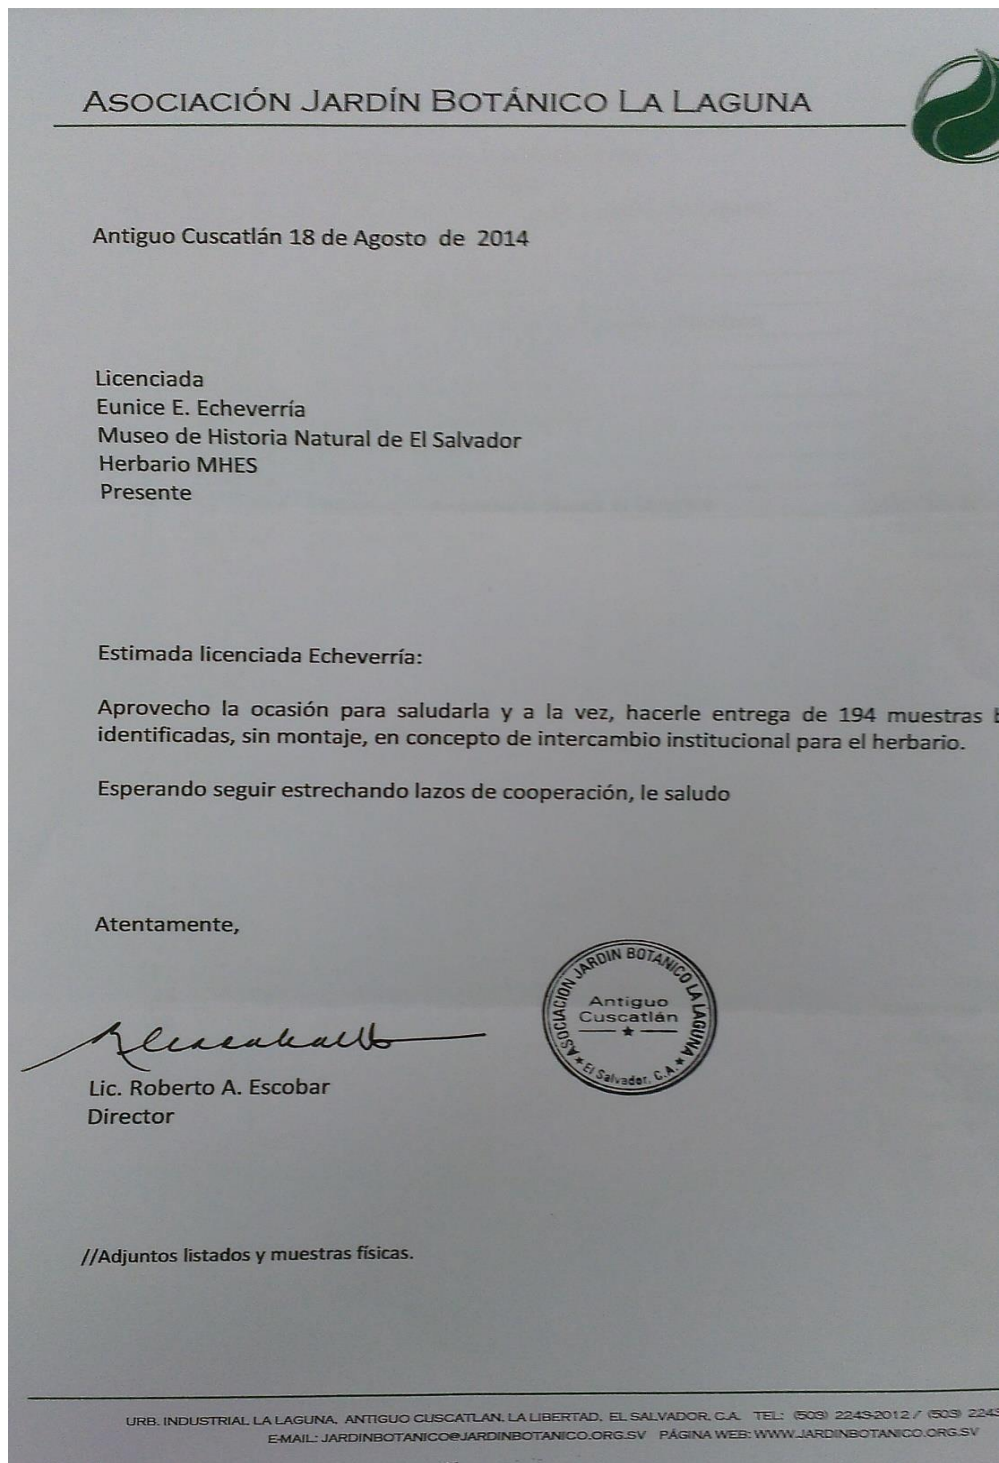 ASOCIACIÓN JARDÍN BOTÁNICO LA LAGUNA
Antiguo Cuscatlán 18 de Agosto de 2014
Licenciada
Eunice E. Echeverría
Museo de Historia Natural de El Salvador
Herbario MHES
Presente
Estimada licenciada Echeverría:
Aprovecho la ocasión para saludarla y a la vez, hacerle entrega de 194 muestras
identificadas, sin montaje, en concepto de intercambio institucional para el herbario.
Esperando seguir estrechando lazos de cooperación, le saludo
Atentamente,
ASOCIACION JARDIN BOTANICO LA LAGUNA
Antiguo
Cuscatlán
El Salvador, C.A.
Lic. Roberto A. Escobar
Director
//Adjuntos listados y muestras físicas.
URB. INDUSTRIAL LA LAGUNA, ANTIGUO CUSCATLAN, LA LIBERTAD, EL SALVADOR, C.A. TEL: (503) 2243-2012 / (503) 2243
E-MAIL: JARDINBOTANICO@JARDINBOTANICO.ORG.SV PÁGINA WEB: WWW.JARDINBOTANICO.ORG.SV